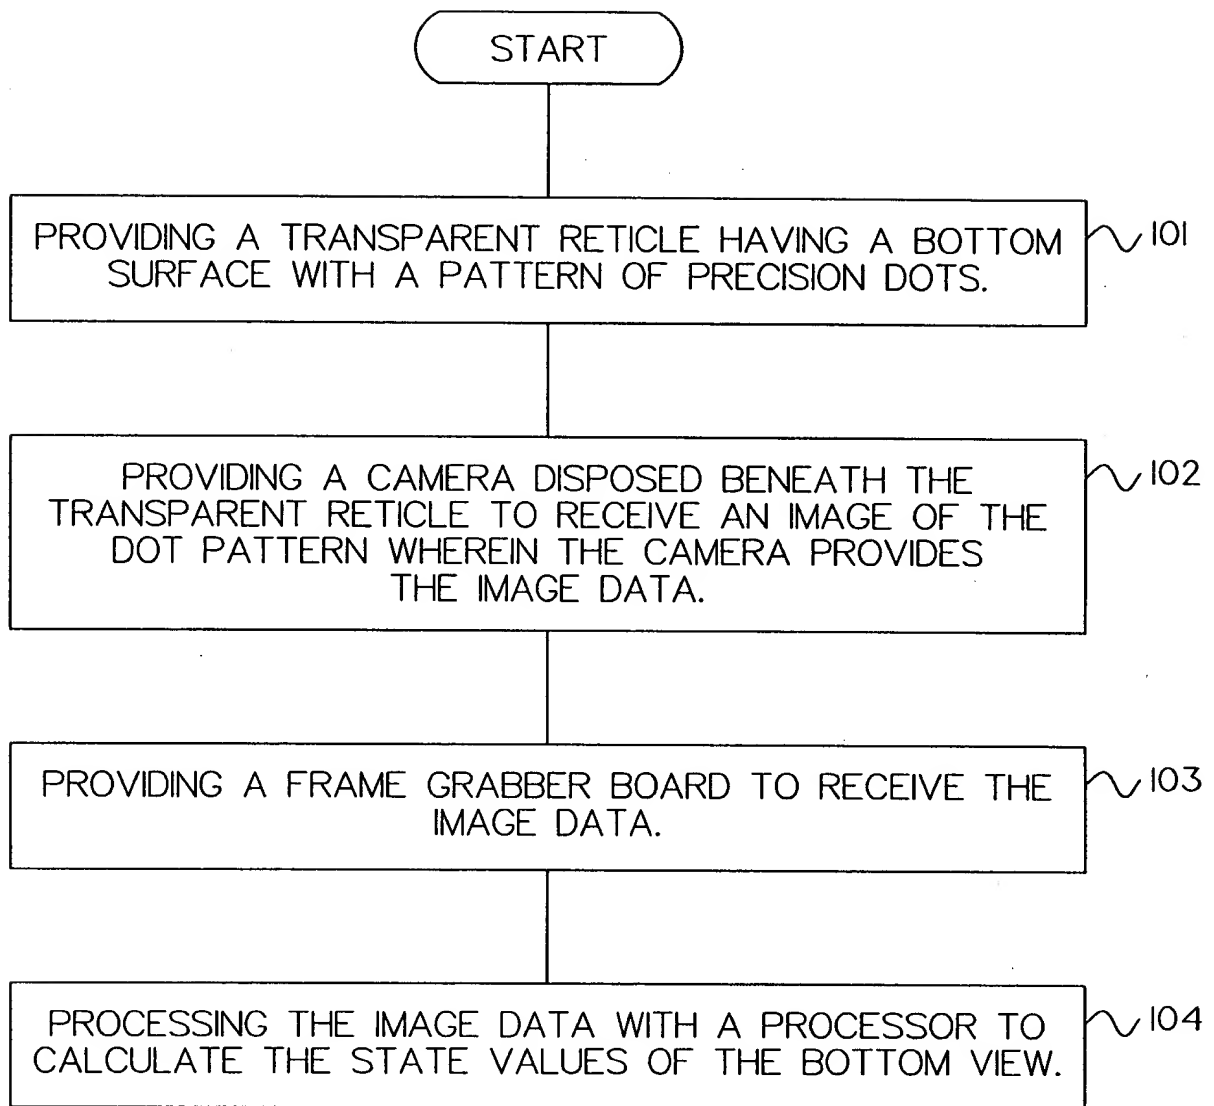 START
PROVIDING A TRANSPARENT RETICLE HAVING A BOTTOM
SURFACE WITH A PATTERN OF PRECISION DOTS.
101
PROVIDING A CAMERA DISPOSED BENEATH THE
TRANSPARENT RETICLE TO RECEIVE AN IMAGE OF THE
DOT PATTERN WHEREIN THE CAMERA PROVIDES
THE IMAGE DATA.
102
PROVIDING A FRAME GRABBER BOARD TO RECEIVE THE
IMAGE DATA.
103
PROCESSING THE IMAGE DATA WITH A PROCESSOR TO
CALCULATE THE STATE VALUES OF THE BOTTOM VIEW.
104